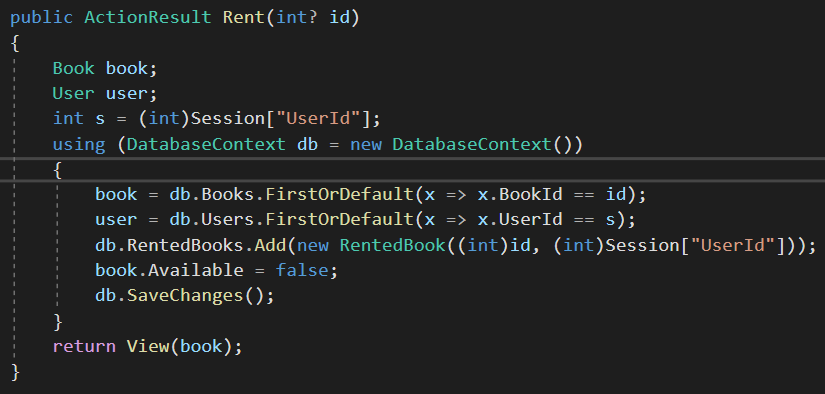 public ActionResult Rent(int? id)
{
    Book book;
    User user;
    int s = (int)Session["UserId"];
    using (DatabaseContext db = new DatabaseContext())
    {
        book = db.Books.FirstOrDefault(x => x.BookId == id);
        user = db.Users.FirstOrDefault(x => x.UserId == s);
        db.RentedBooks.Add(new RentedBook((int)id, (int)Session["UserId"]));
        book.Available = false;
        db.SaveChanges();
    }
    return View(book);
}